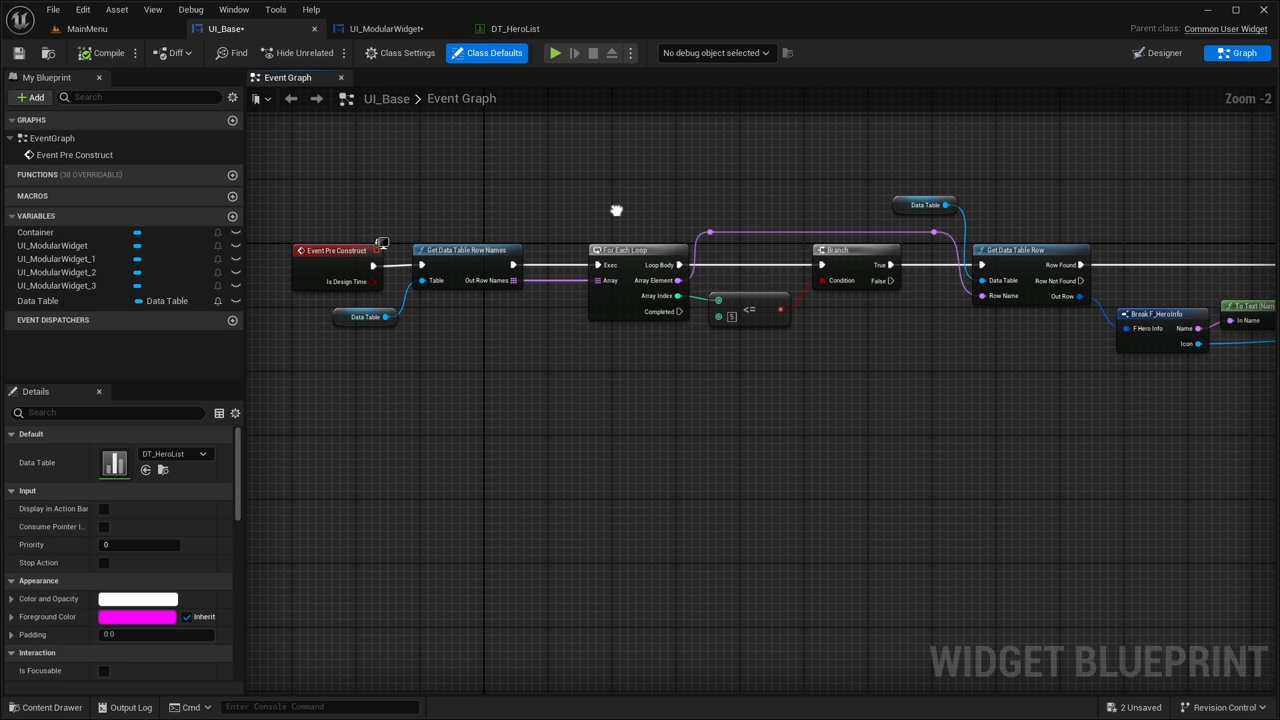 File Edit Asset View Debug Window Tools Help
MainMenu UI_Base* UI_ModularWidget* DT_HeroList
Parent class: Common User Widget
Compile Diff Find Hide Unrelated Class Settings Class Defaults No debug object selected Designer Graph
My Blueprint
Event Graph
Add Search
UI_Base > Event Graph
Zoom -2
GRAPHS
EventGraph
Event Pre Construct
FUNCTIONS (38 OVERRIDABLE)
MACROS
VARIABLES
Container
UI_ModularWidget
UI_ModularWidget_1
UI_ModularWidget_2
UI_ModularWidget_3
Data Table Data Table
EVENT DISPATCHERS
Data Table
Event Pre Construct
Is Design Time
Data Table
Get Data Table Row Names
Table Out Row Names
For Each Loop
Exec Loop Body
Array Array Element
Array Index
Completed
5 <=
Branch
True
Condition False
Get Data Table Row
Row Found
Data Table Row Not Found
Row Name Out Row
Break F_HeroInfo
F Hero Info Name
Icon
To Text (Nam
In Name
Details
Search
Default
Data Table DT_HeroList
Input
Display in Action Bar
Consume Pointer I...
Priority 0
Stop Action
Appearance
Color and Opacity
Foreground Color Inherit
Padding 0.0
Interaction
Is Focusable
WIDGET BLUEPRINT
Content Drawer Output Log Cmd Enter Console Command 2 Unsaved Revision Control